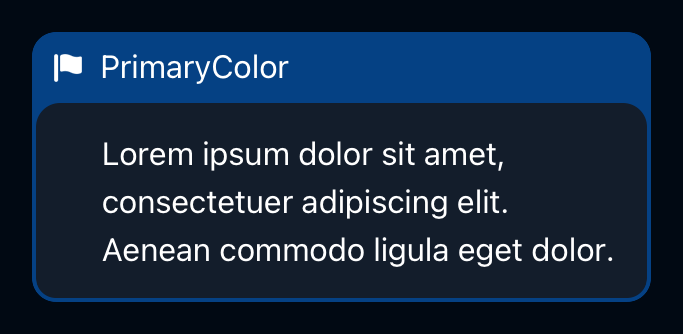 PrimaryColor
Lorem ipsum dolor sit amet,
consectetuer adipiscing elit.
Aenean commodo ligula eget dolor.